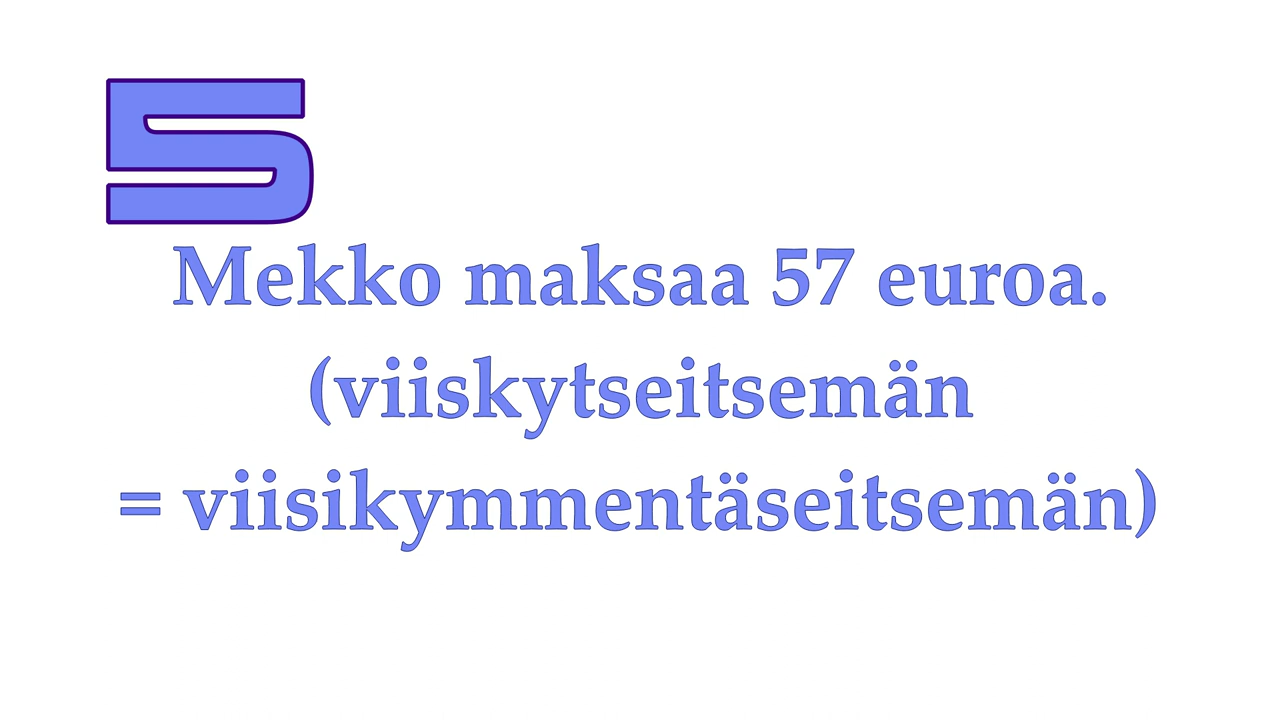 5
Mekko maksaa 57 euroa.
(viiskytseitsemän
= viisikymmentäseitsemän)